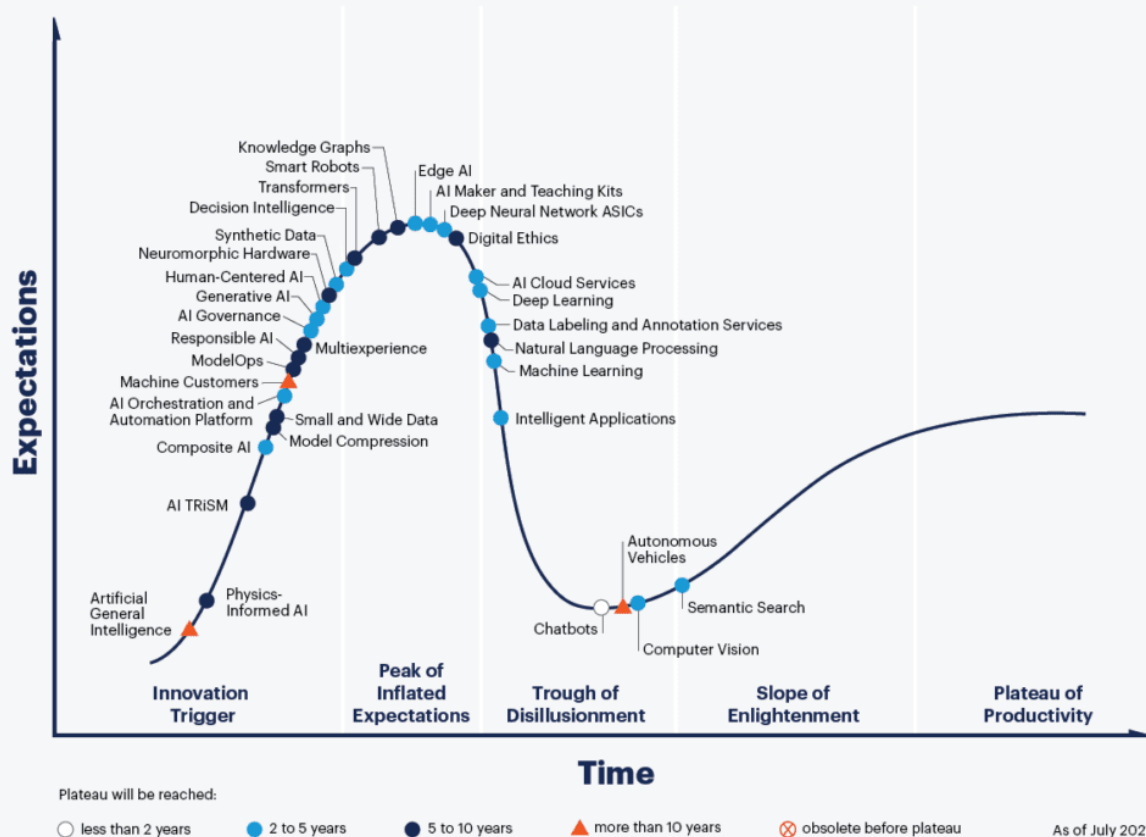 Knowledge Graphs
Smart Robots
Transformers
Decision Intelligence
Synthetic Data
Neuromorphic Hardware
Human-Centered AI
Generative AI
AI Governance
Responsible AI
Multiexperience
ModelOps
Machine Customers
AI Orchestration and
Automation Platform
Small and Wide Data
Model Compression
Composite AI
AI TRiSM
Physics-
Informed AI
Artificial
General
Intelligence
Edge AI
AI Maker and Teaching Kits
Deep Neural Network ASICs
Digital Ethics
AI Cloud Services
Deep Learning
Data Labeling and Annotation Services
Natural Language Processing
Machine Learning
Intelligent Applications
Autonomous
Vehicles
Chatbots
Computer Vision
Semantic Search
Expectations
Innovation
Trigger
Peak of
Inflated
Expectations
Trough of
Disillusionment
Slope of
Enlightenment
Plateau of
Productivity
Time
Plateau will be reached:
less than 2 years
2 to 5 years
5 to 10 years
more than 10 years
obsolete before plateau
As of July